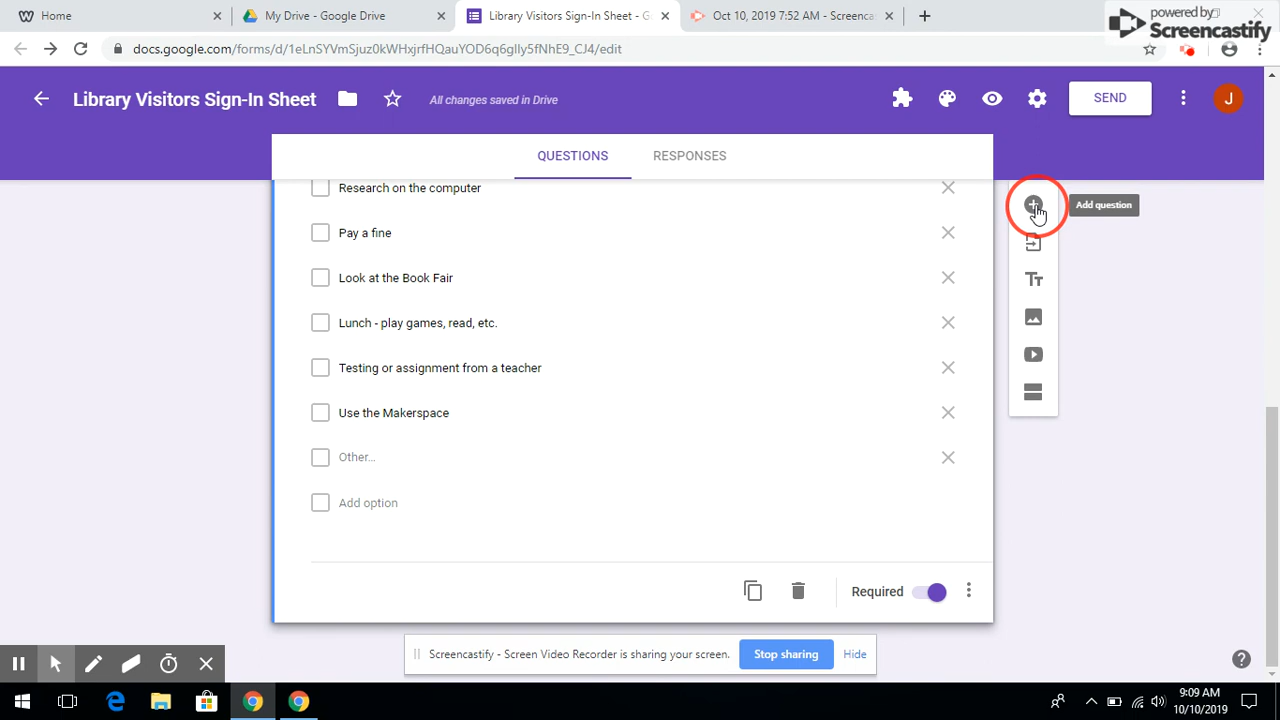 Home
My Drive - Google Drive
Library Visitors Sign-In Sheet - G
Oct 10, 2019 7:52 AM - Screencas
powered by
Screencastify
docs.google.com/forms/d/1eLnSYVmSjuz0kWHxjrfHQauYOD6q6glly5fNhE9_CJ4/edit
Library Visitors Sign-In Sheet
All changes saved in Drive
SEND
J
QUESTIONS
RESPONSES
Research on the computer
Add question
Pay a fine
Look at the Book Fair
Tт
Lunch - play games, read, etc.
Testing or assignment from a teacher
Use the Makerspace
Other...
Add option
Required
Screencastify - Screen Video Recorder is sharing your screen.
Stop sharing
Hide
9:09 AM
10/10/2019